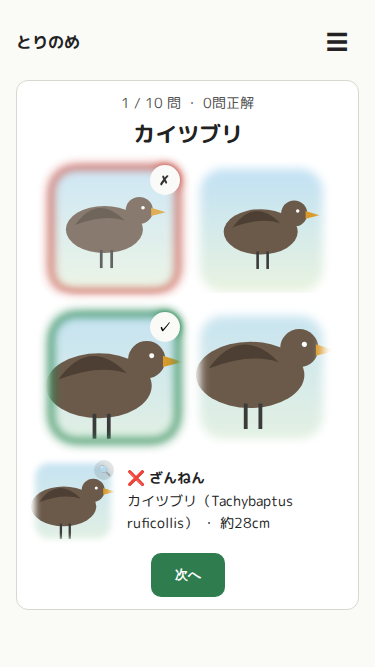 とりのめ
1 / 10 問 · 0問正解
カイツブリ
✗
✓
❌ ざんねん
カイツブリ（Tachybaptus
ruficollis） · 約28cm
次へ